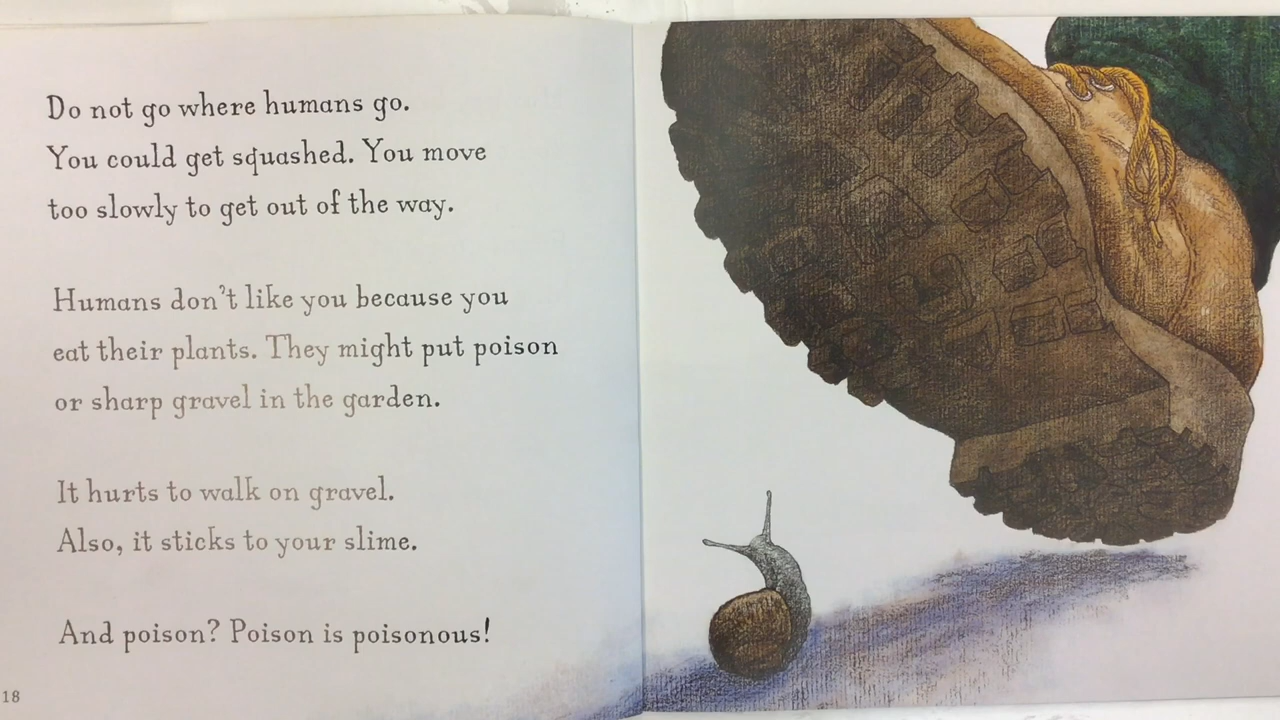 Do not go where humans go.
You could get squashed. You move
too slowly to get out of the way.
Humans don't like you because you
eat their plants. They might put poison
or sharp gravel in the garden.
It hurts to walk on gravel.
Also, it sticks to your slime.
And poison? Poison is poisonous!
18